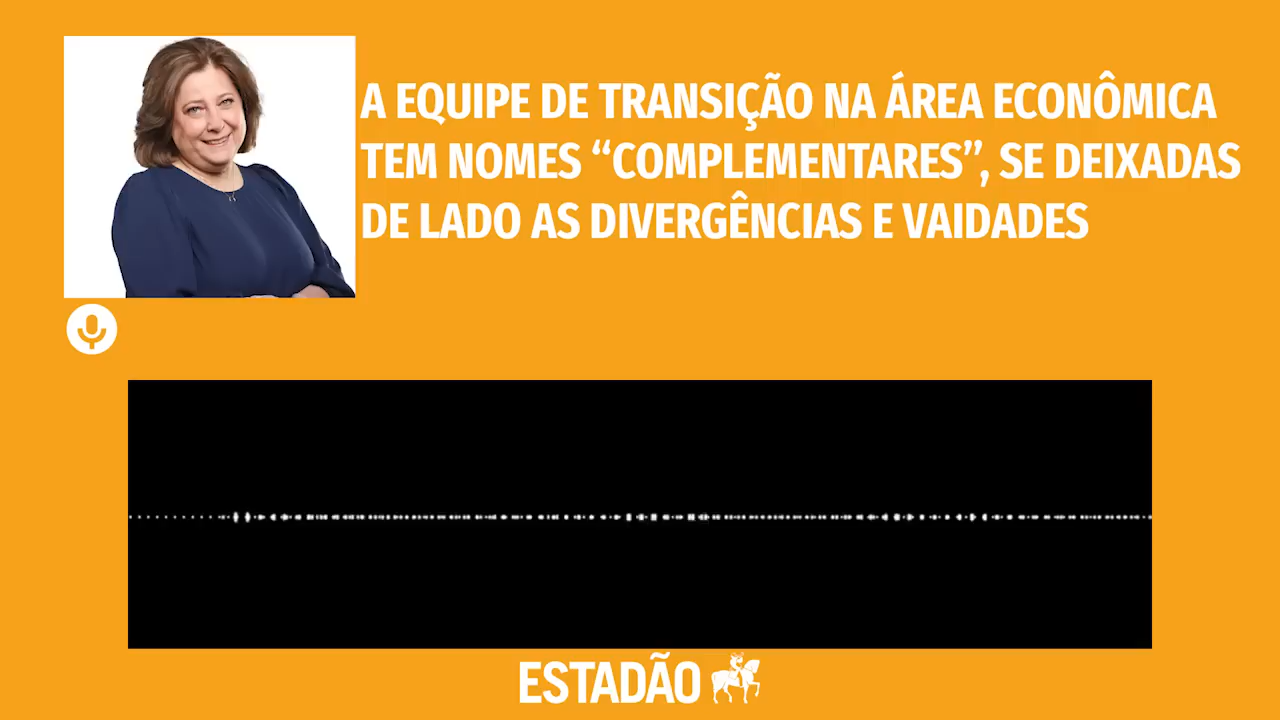 A EQUIPE DE TRANSIÇÃO NA ÁREA ECONÔMICA
TEM NOMES “COMPLEMENTARES”, SE DEIXADAS
DE LADO AS DIVERGÊNCIAS E VAIDADES
ESTADÃO